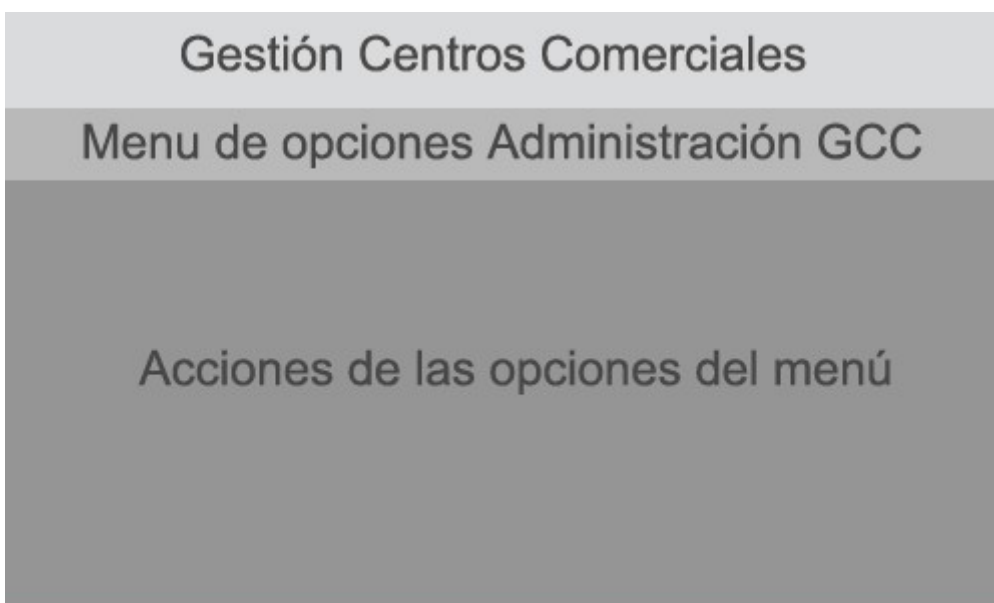 Gestión Centros Comerciales
Menu de opciones Administración GCC
Acciones de las opciones del menú